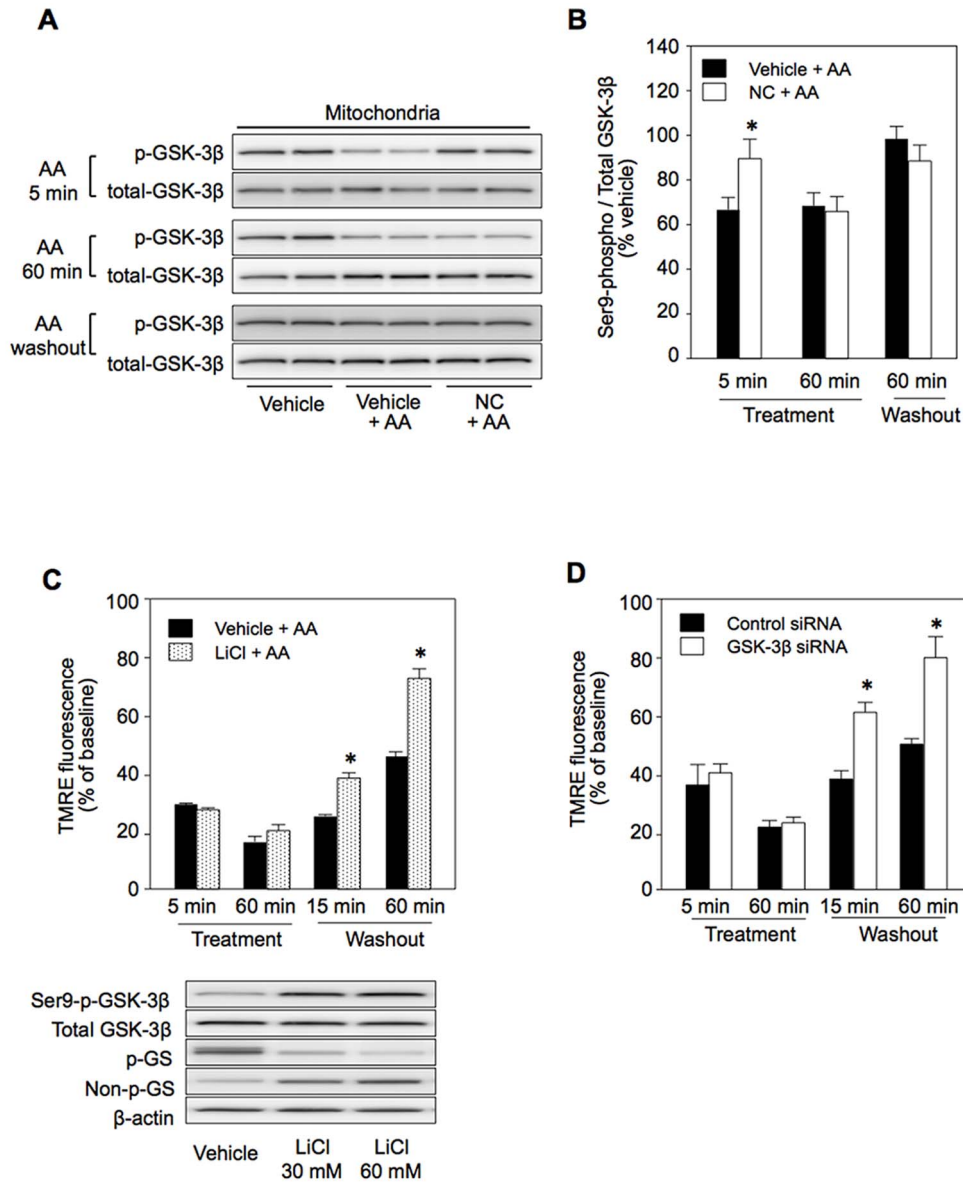 A
Mitochondria
AA
5 min
p-GSK-3β
total-GSK-3β
AA
60 min
p-GSK-3β
total-GSK-3β
AA
washout
p-GSK-3β
total-GSK-3β
Vehicle
Vehicle
+ AA
NC
+ AA
B
Ser9-phospho / Total GSK-3β
(% vehicle)
140
120
100
80
60
40
20
0
Vehicle + AA
NC + AA
*
5 min
60 min
60 min
Treatment
Washout
C
TMRE fluorescence
(% of baseline)
100
80
60
40
20
0
Vehicle + AA
LiCl + AA
*
*
5 min
60 min
15 min
60 min
Treatment
Washout
Ser9-p-GSK-3β
Total GSK-3β
p-GS
Non-p-GS
β-actin
Vehicle
LiCl
30 mM
LiCl
60 mM
D
TMRE fluorescence
(% of baseline)
100
80
60
40
20
0
Control siRNA
GSK-3β siRNA
*
*
5 min
60 min
15 min
60 min
Treatment
Washout